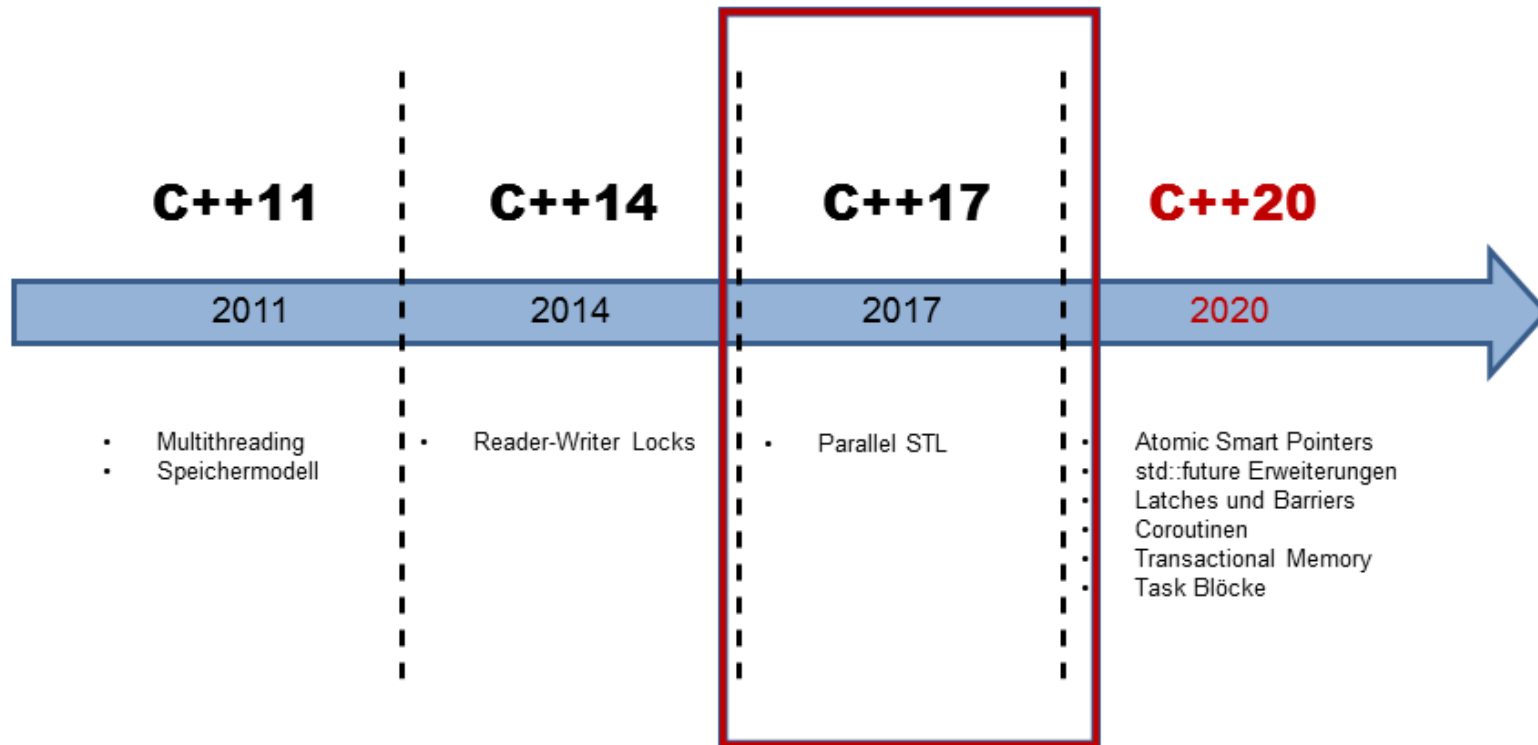 C++11
C++14
C++17
C++20
2011
2014
2017
2020
• Multithreading
• Speichermodell
• Reader-Writer Locks
• Parallel STL
• Atomic Smart Pointers
• std::future Erweiterungen
• Latches und Barriers
• Coroutinen
• Transactional Memory
• Task Blöcke